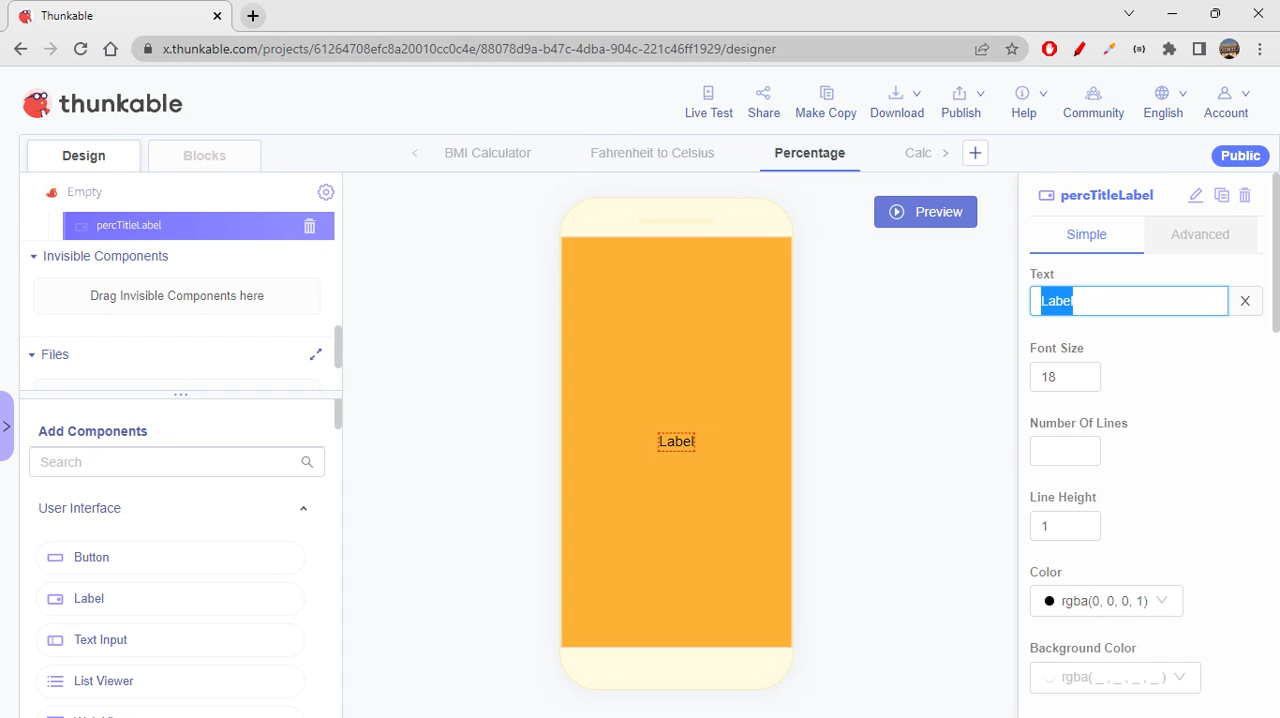 Thunkable
x.thunkable.com/projects/61264708efc8a20010cc0c4e/88078d9a-b47c-4dba-904c-221c46ff1929/designer
thunkable
Live Test
Share
Make Copy
Download
Publish
Help
Community
English
Account
Design
Blocks
BMI Calculator
Fahrenheit to Celsius
Percentage
Calc
Public
Empty
percTitleLabel
Invisible Components
Drag Invisible Components here
Files
Add Components
Search
User Interface
Button
Label
Text Input
List Viewer
Preview
Label
percTitleLabel
Simple
Advanced
Text
Label
Font Size
18
Number Of Lines
Line Height
1
Color
rgba(0, 0, 0, 1)
Background Color
rgba( _ , _ , _ , _ )